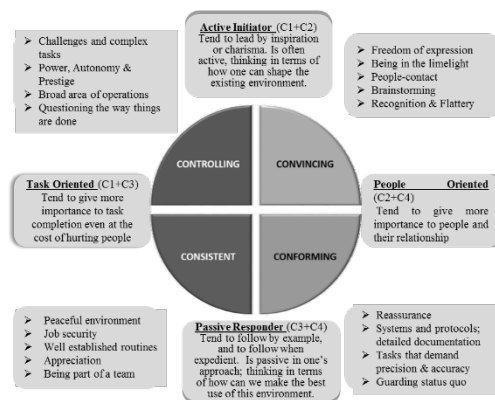 Challenges and complex
tasks
Power, Autonomy &
Prestige
Broad area of operations
Questioning the way things
are done
Active Initiator (C1+C2)
Tend to lead by inspiration
or charisma. Is often
active, thinking in terms of
how one can shape the
existing environment.
Freedom of expression
Being in the limelight
People-contact
Brainstorming
Recognition & Flattery
CONTROLLING
CONVINCING
Task Oriented (C1+C3)
Tend to give more
importance to task
completion even at the
cost of hurting people
People Oriented
(C2+C4)
Tend to give more
importance to people and
their relationship
CONSISTENT
CONFORMING
Peaceful environment
Job security
Well established routines
Appreciation
Being part of a team
Passive Responder (C3+C4)
Tend to follow by example,
and to follow when
expedient. Is passive in one's
approach; thinking in terms
of how can we make the best
use of this environment.
Reassurance
Systems and protocols;
detailed documentation
Tasks that demand
precision & accuracy
Guarding status quo